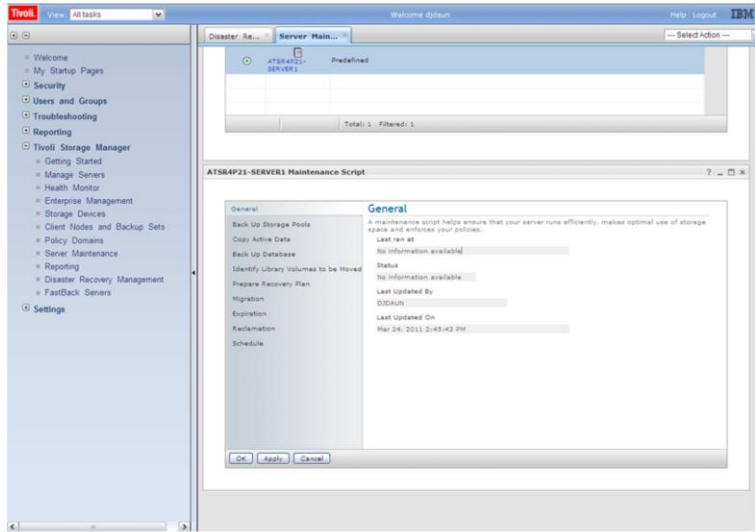 Tivoli. View: All tasks Welcome djdaun Help Logout IBM
Disaster Re... Server Main... --- Select Action ---
Welcome
My Startup Pages
Security
Users and Groups
Troubleshooting
Reporting
Tivoli Storage Manager
Getting Started
Manage Servers
Health Monitor
Enterprise Management
Storage Devices
Client Nodes and Backup Sets
Policy Domains
Server Maintenance
Reporting
Disaster Recovery Management
FastBack Servers
Settings
ATSR4P21-SERVER1 Predefined
Total: 1 Filtered: 1
ATSR4P21-SERVER1 Maintenance Script
General
Back Up Storage Pools
Copy Active Data
Back Up Database
Identify Library Volumes to be Moved
Prepare Recovery Plan
Migration
Expiration
Reclamation
Schedule
General
A maintenance script helps ensure that your server runs efficiently, makes optimal use of storage
space and enforces your policies.
Last ran at
No information available
Status
No information available
Last Updated By
DJDAUN
Last Updated On
Mar 24, 2011 2:45:43 PM
OK Apply Cancel